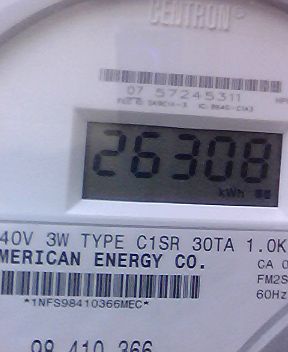 CENTRON®
07 57245311
26308
kWh
40V 3W TYPE C1SR 30TA 1.0K
MERICAN ENERGY CO.
CA 0
FM2S
60Hz
*1NFS98410366MEC*
98 410 366